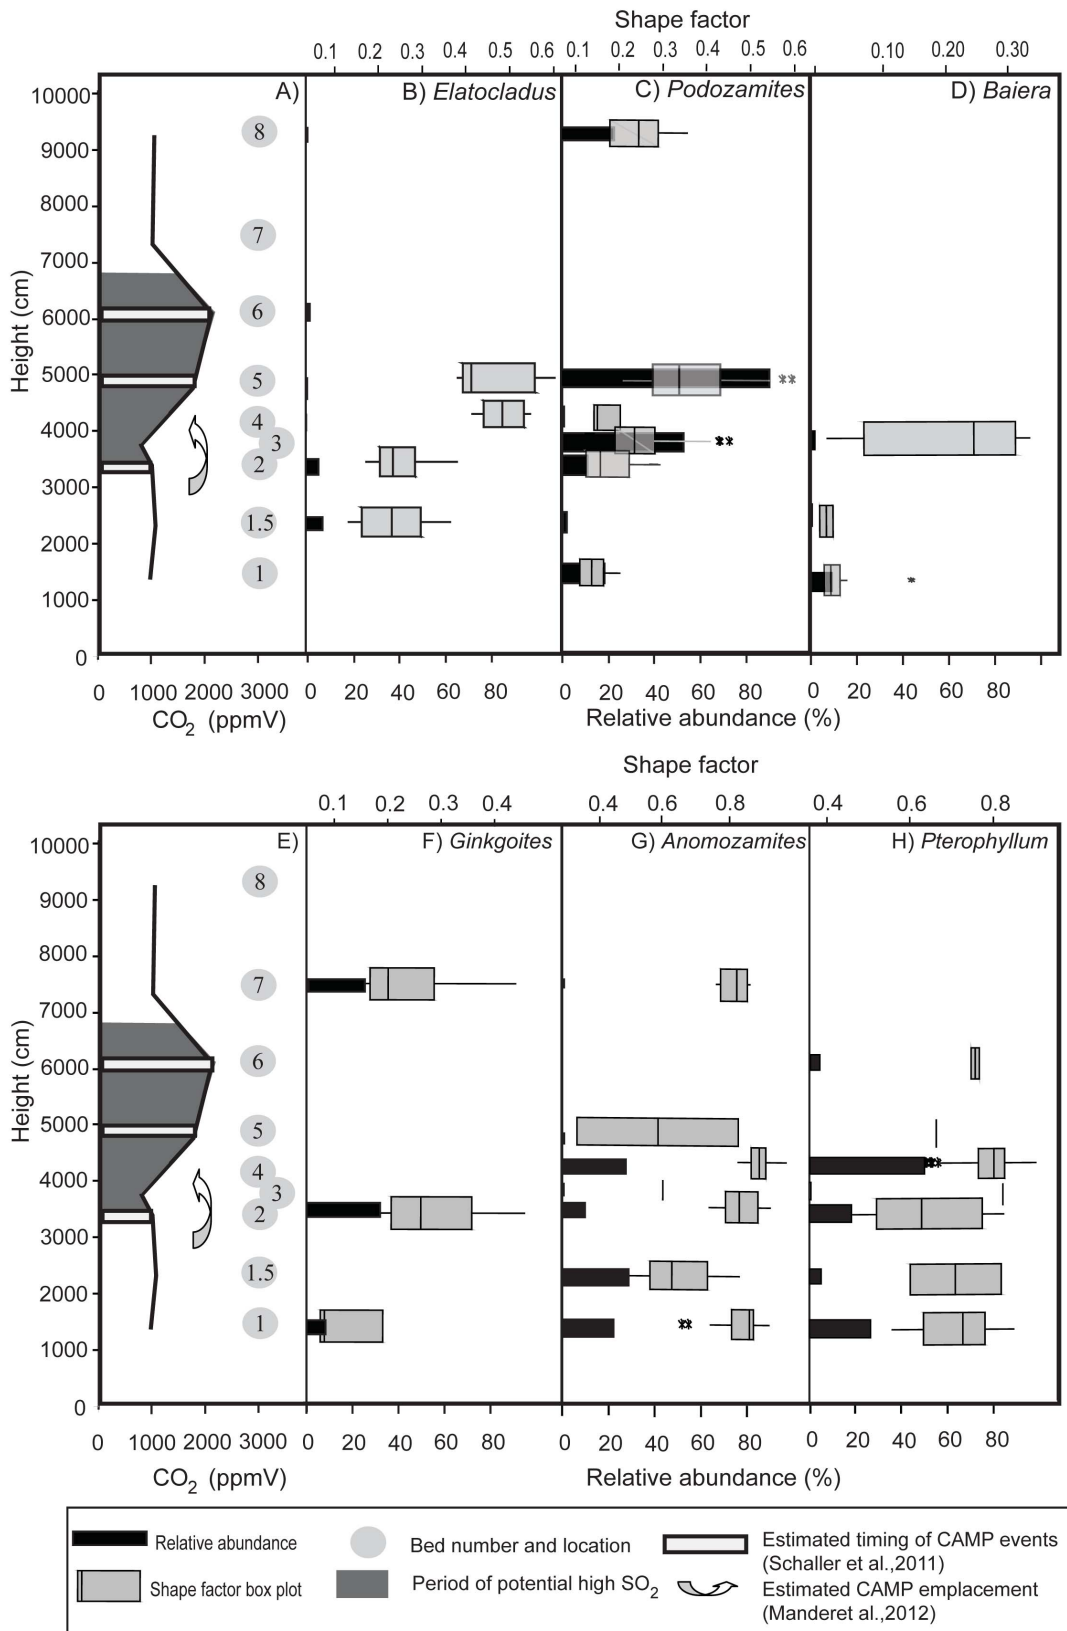 Shape factor
0.1 0.2 0.3 0.4 0.5 0.6 0.1 0.2 0.3 0.4 0.5 0.6 0.10 0.20 0.30
A) B) Elatocladus C) Podozamites D) Baiera
10000
9000
8000
7000
6000
5000
4000
3000
2000
1000
0
Height (cm)
8
7
6
5
4
3
2
1.5
1
**
**
*
0 1000 2000 3000 0 20 40 60 80 0 20 40 60 80 0 20 40 60 80
CO2 (ppmV) Relative abundance (%)
Shape factor
0.1 0.2 0.3 0.4 0.4 0.6 0.8 0.4 0.6 0.8
E) F) Ginkgoites G) Anomozamites H) Pterophyllum
10000
9000
8000
7000
6000
5000
4000
3000
2000
1000
0
Height (cm)
8
7
6
5
4
3
2
1.5
1
**
**
0 1000 2000 3000 0 20 40 60 80 0 20 40 60 80 0 20 40 60 80
CO2 (ppmV) Relative abundance (%)
Relative abundance
Shape factor box plot
Bed number and location
Period of potential high SO2
Estimated timing of CAMP events
(Schaller et al.,2011)
Estimated CAMP emplacement
(Manderet al.,2012)